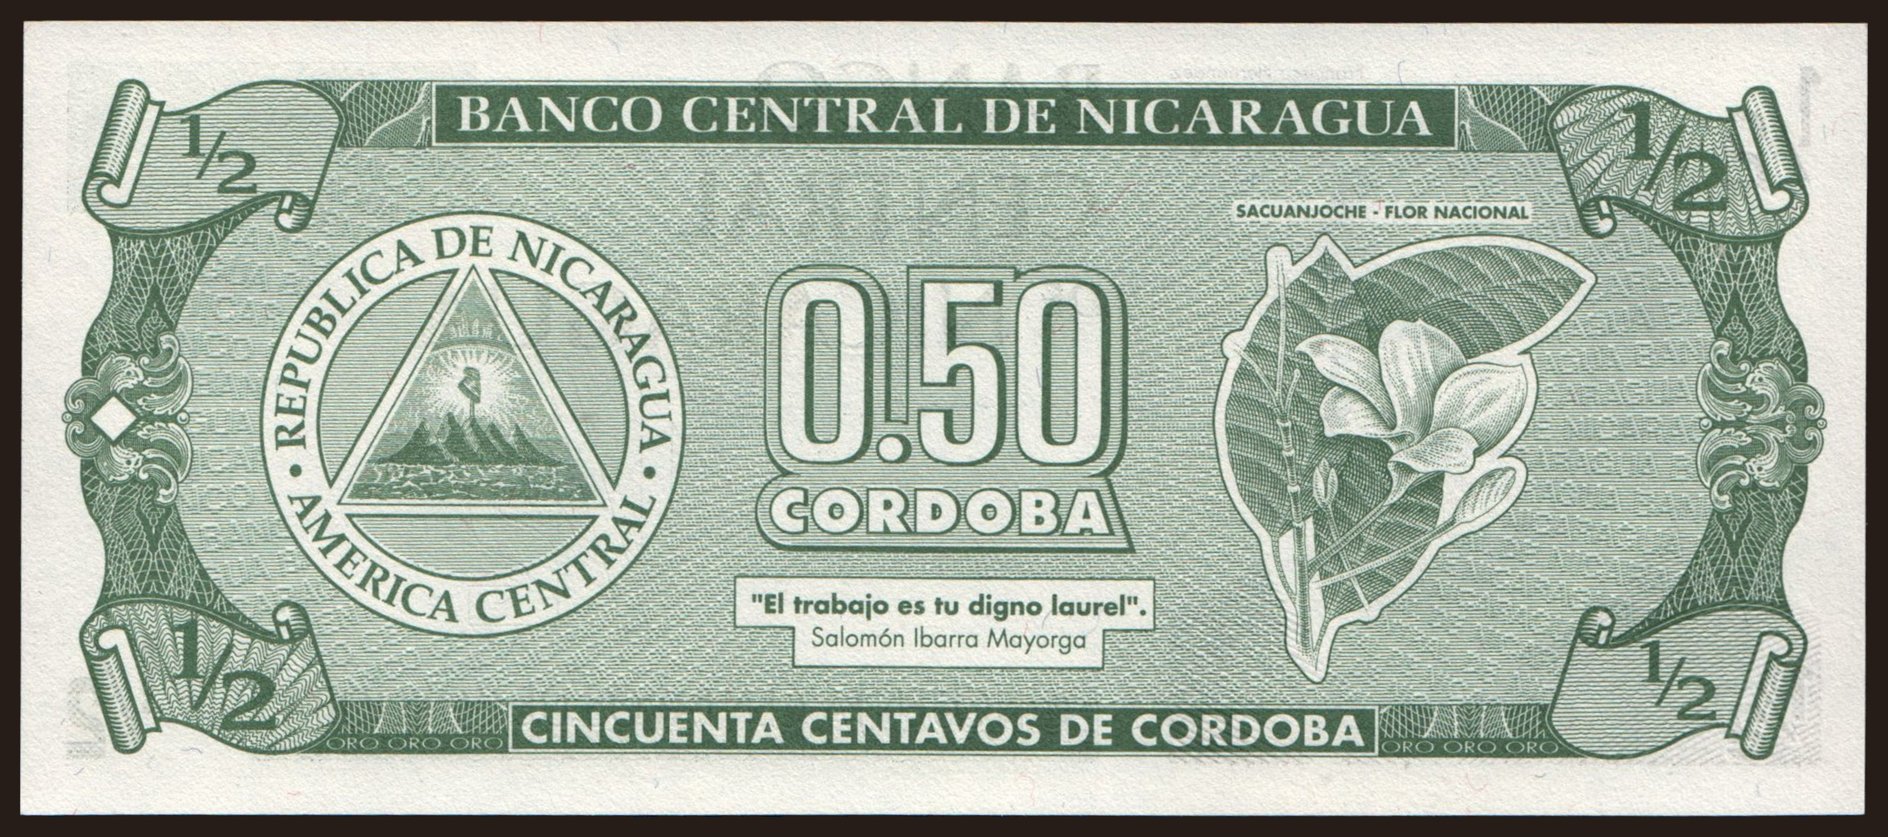 BANCO CENTRAL DE NICARAGUA
1/2
1/2
SACUANJOCHE - FLOR NACIONAL
REPUBLICA DE NICARAGUA
• AMERICA CENTRAL •
0.50
CORDOBA
"El trabajo es tu digno laurel".
Salomón Ibarra Mayorga
1/2
1/2
CINCUENTA CENTAVOS DE CORDOBA
ORO ORO ORO
ORO ORO ORO